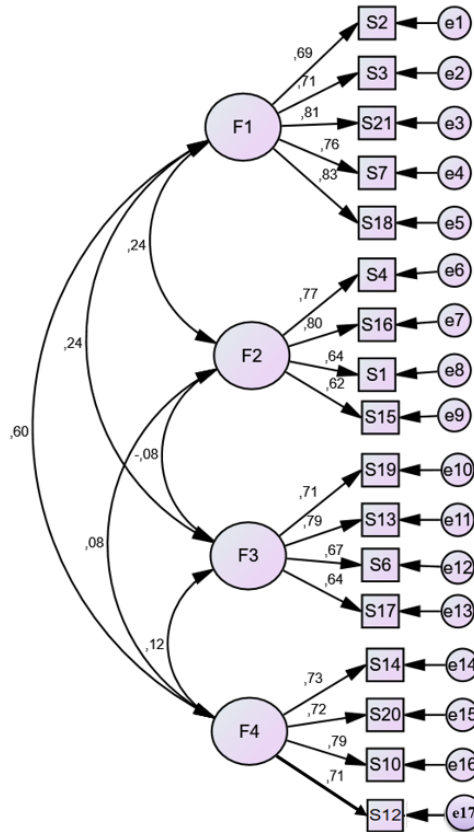 S2 e1
,69
S3 e2
,71
,81 S21 e3
F1
,76 S7 e4
,83
S18 e5
,24
S4 e6
,77
,80 S16 e7
,24
F2
,64 S1 e8
,62
S15 e9
,60
-,08
S19 e10
,71
,79 S13 e11
,08
F3
,67 S6 e12
,64
S17 e13
,12
S14 e14
,73
,72 S20 e15
F4
,79 S10 e16
,71
S12 e17